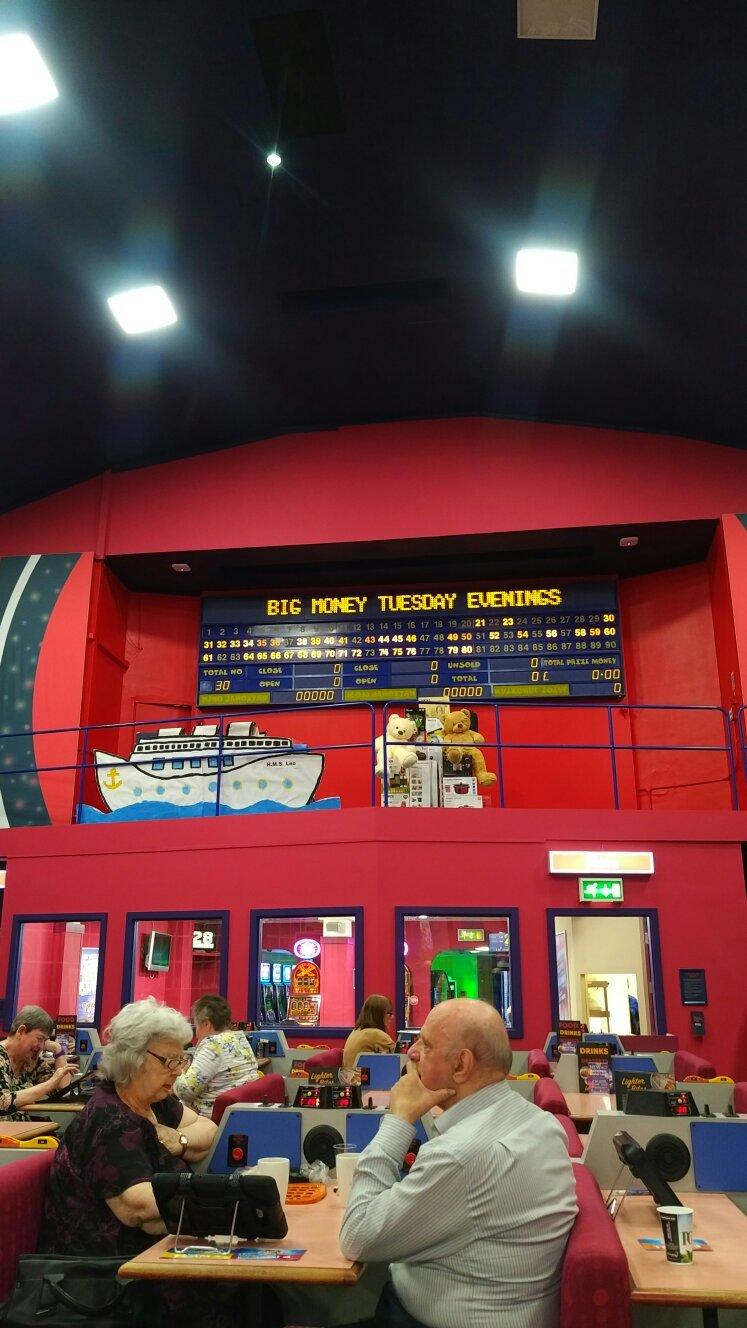 BIG MONEY TUESDAY EVENINGS
1 2 3 4 5 6 7 8 9 10 11 12 13 14 15 16 17 18 19 20 21 22 23 24 25 26 27 28 29 30
31 32 33 34 35 36 37 38 39 40 41 42 43 44 45 46 47 48 49 50 51 52 53 54 55 56 57 58 59 60
61 62 63 64 65 66 67 68 69 70 71 72 73 74 75 76 77 78 79 80 81 82 83 84 85 86 87 88 89 90
TOTAL NO CLOSE 0 CLOSE 0 UNSOLD 0 TOTAL PRIZE MONEY
30 OPEN 0 OPEN 0 TOTAL 0 £ 0:00
00000 00000 0
H.M.S. Leo
28
FOOD
DRINKS
DRINKS
Lighter
Lighter